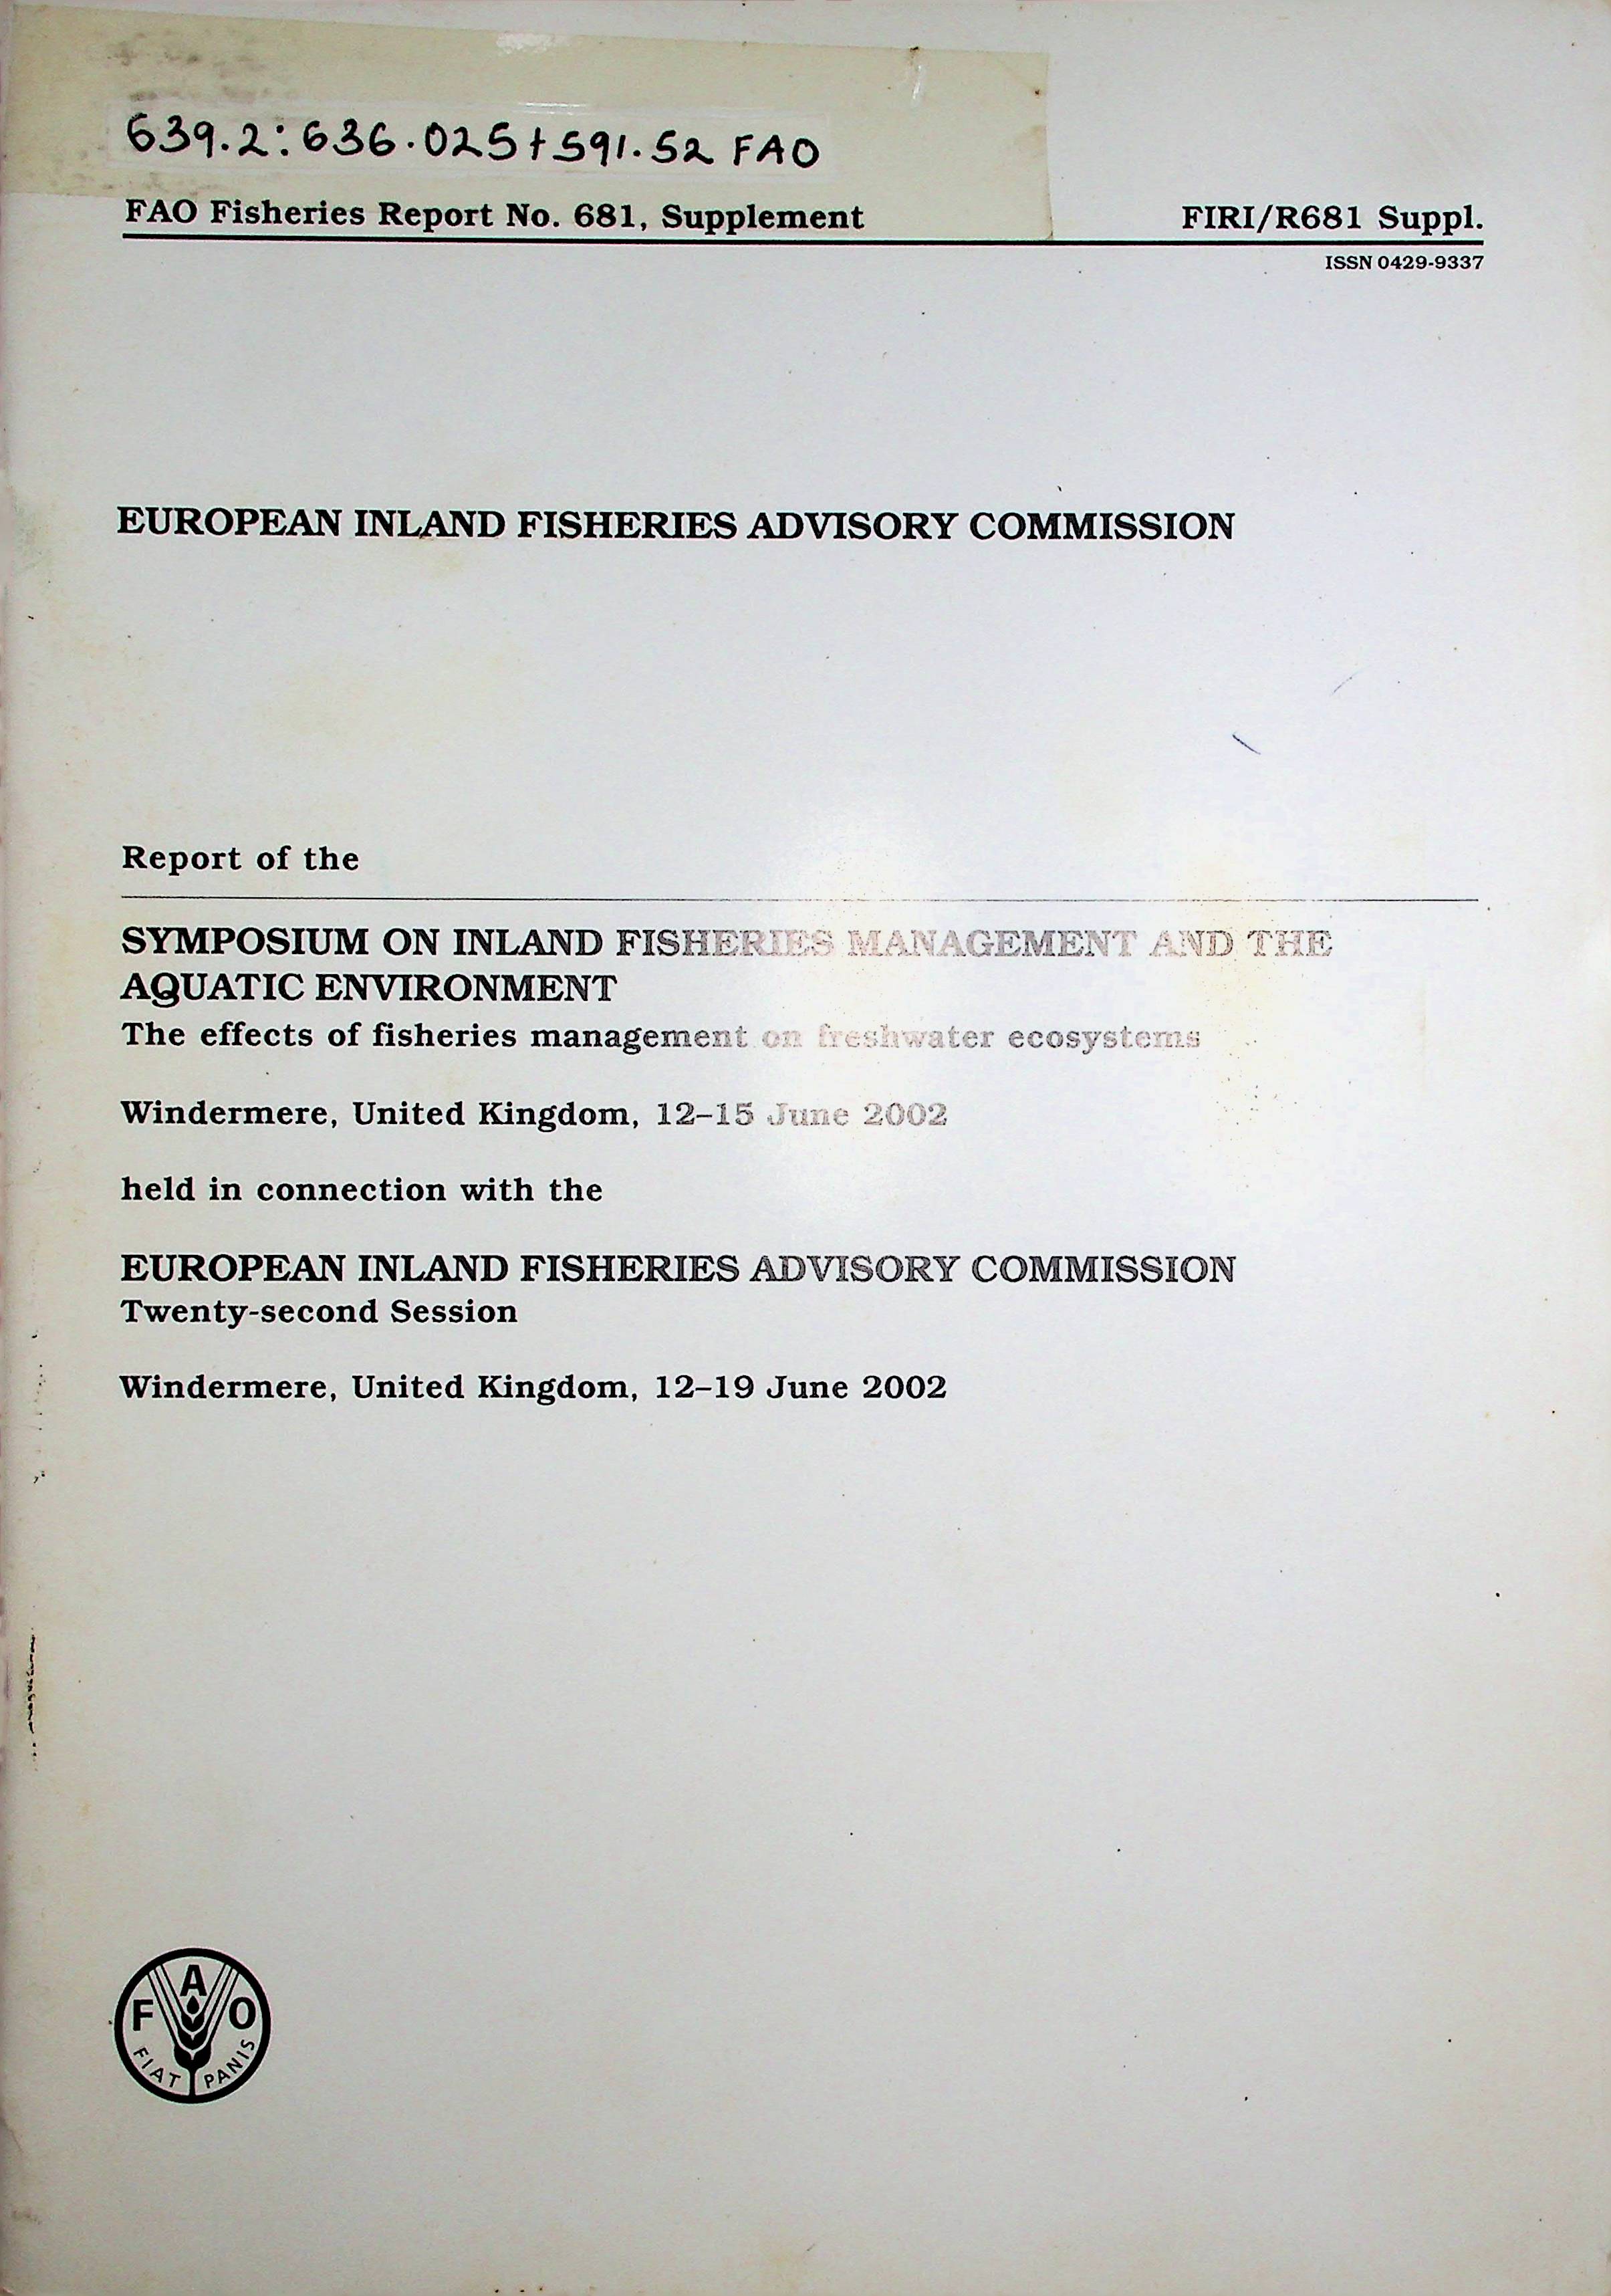 639.2:636.025+591.52 FAO
FAO Fisheries Report No. 681, Supplement FIRI/R681 Suppl.
ISSN 0429-9337
EUROPEAN INLAND FISHERIES ADVISORY COMMISSION
Report of the
SYMPOSIUM ON INLAND FISHERIES MANAGEMENT AND THE
AQUATIC ENVIRONMENT
The effects of fisheries management on freshwater ecosystems
Windermere, United Kingdom, 12–15 June 2002
held in connection with the
EUROPEAN INLAND FISHERIES ADVISORY COMMISSION
Twenty-second Session
Windermere, United Kingdom, 12–19 June 2002
FAO
FIAT PANIS